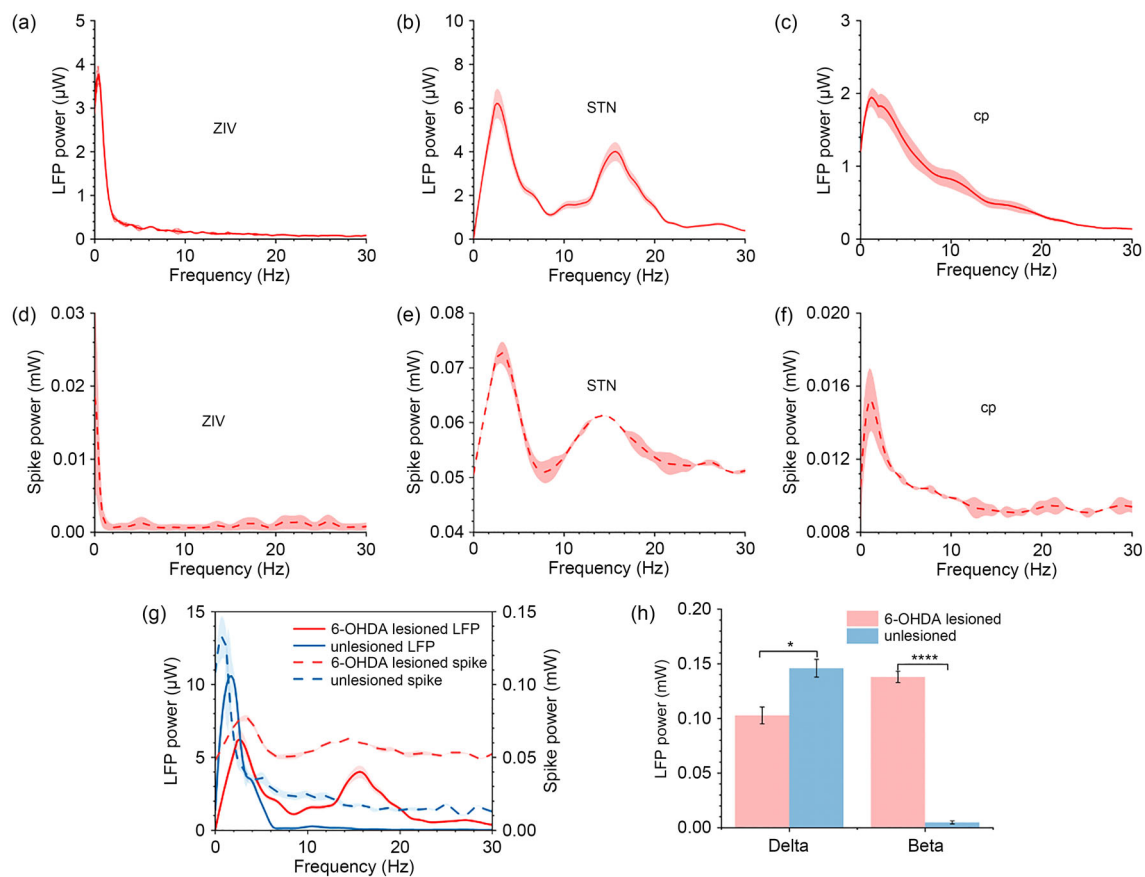 (a)
5
4
3
2
1
0
LFP power (μW)
ZIV
0 10 20 30
Frequency (Hz)
(b)
10
8
6
4
2
0
LFP power (μW)
STN
0 10 20 30
Frequency (Hz)
(c)
3
2
1
0
LFP power (μW)
cp
0 10 20 30
Frequency (Hz)
(d)
0.03
0.02
0.01
0.00
Spike power (mW)
ZIV
0 10 20 30
Frequency (Hz)
(e)
0.08
0.07
0.06
0.05
0.04
Spike power (mW)
STN
0 10 20 30
Frequency (Hz)
(f)
0.020
0.016
0.012
0.008
Spike power (mW)
cp
0 10 20 30
Frequency (Hz)
(g)
15
10
5
0
LFP power (μW)
6-OHDA lesioned LFP
unlesioned LFP
6-OHDA lesioned spike
unlesioned spike
0.15
0.10
0.05
0.00
Spike power (mW)
0 10 20 30
Frequency (Hz)
(h)
0.20
0.15
0.10
0.05
0.00
LFP power (mW)
6-OHDA lesioned
unlesioned
*
****
Delta Beta